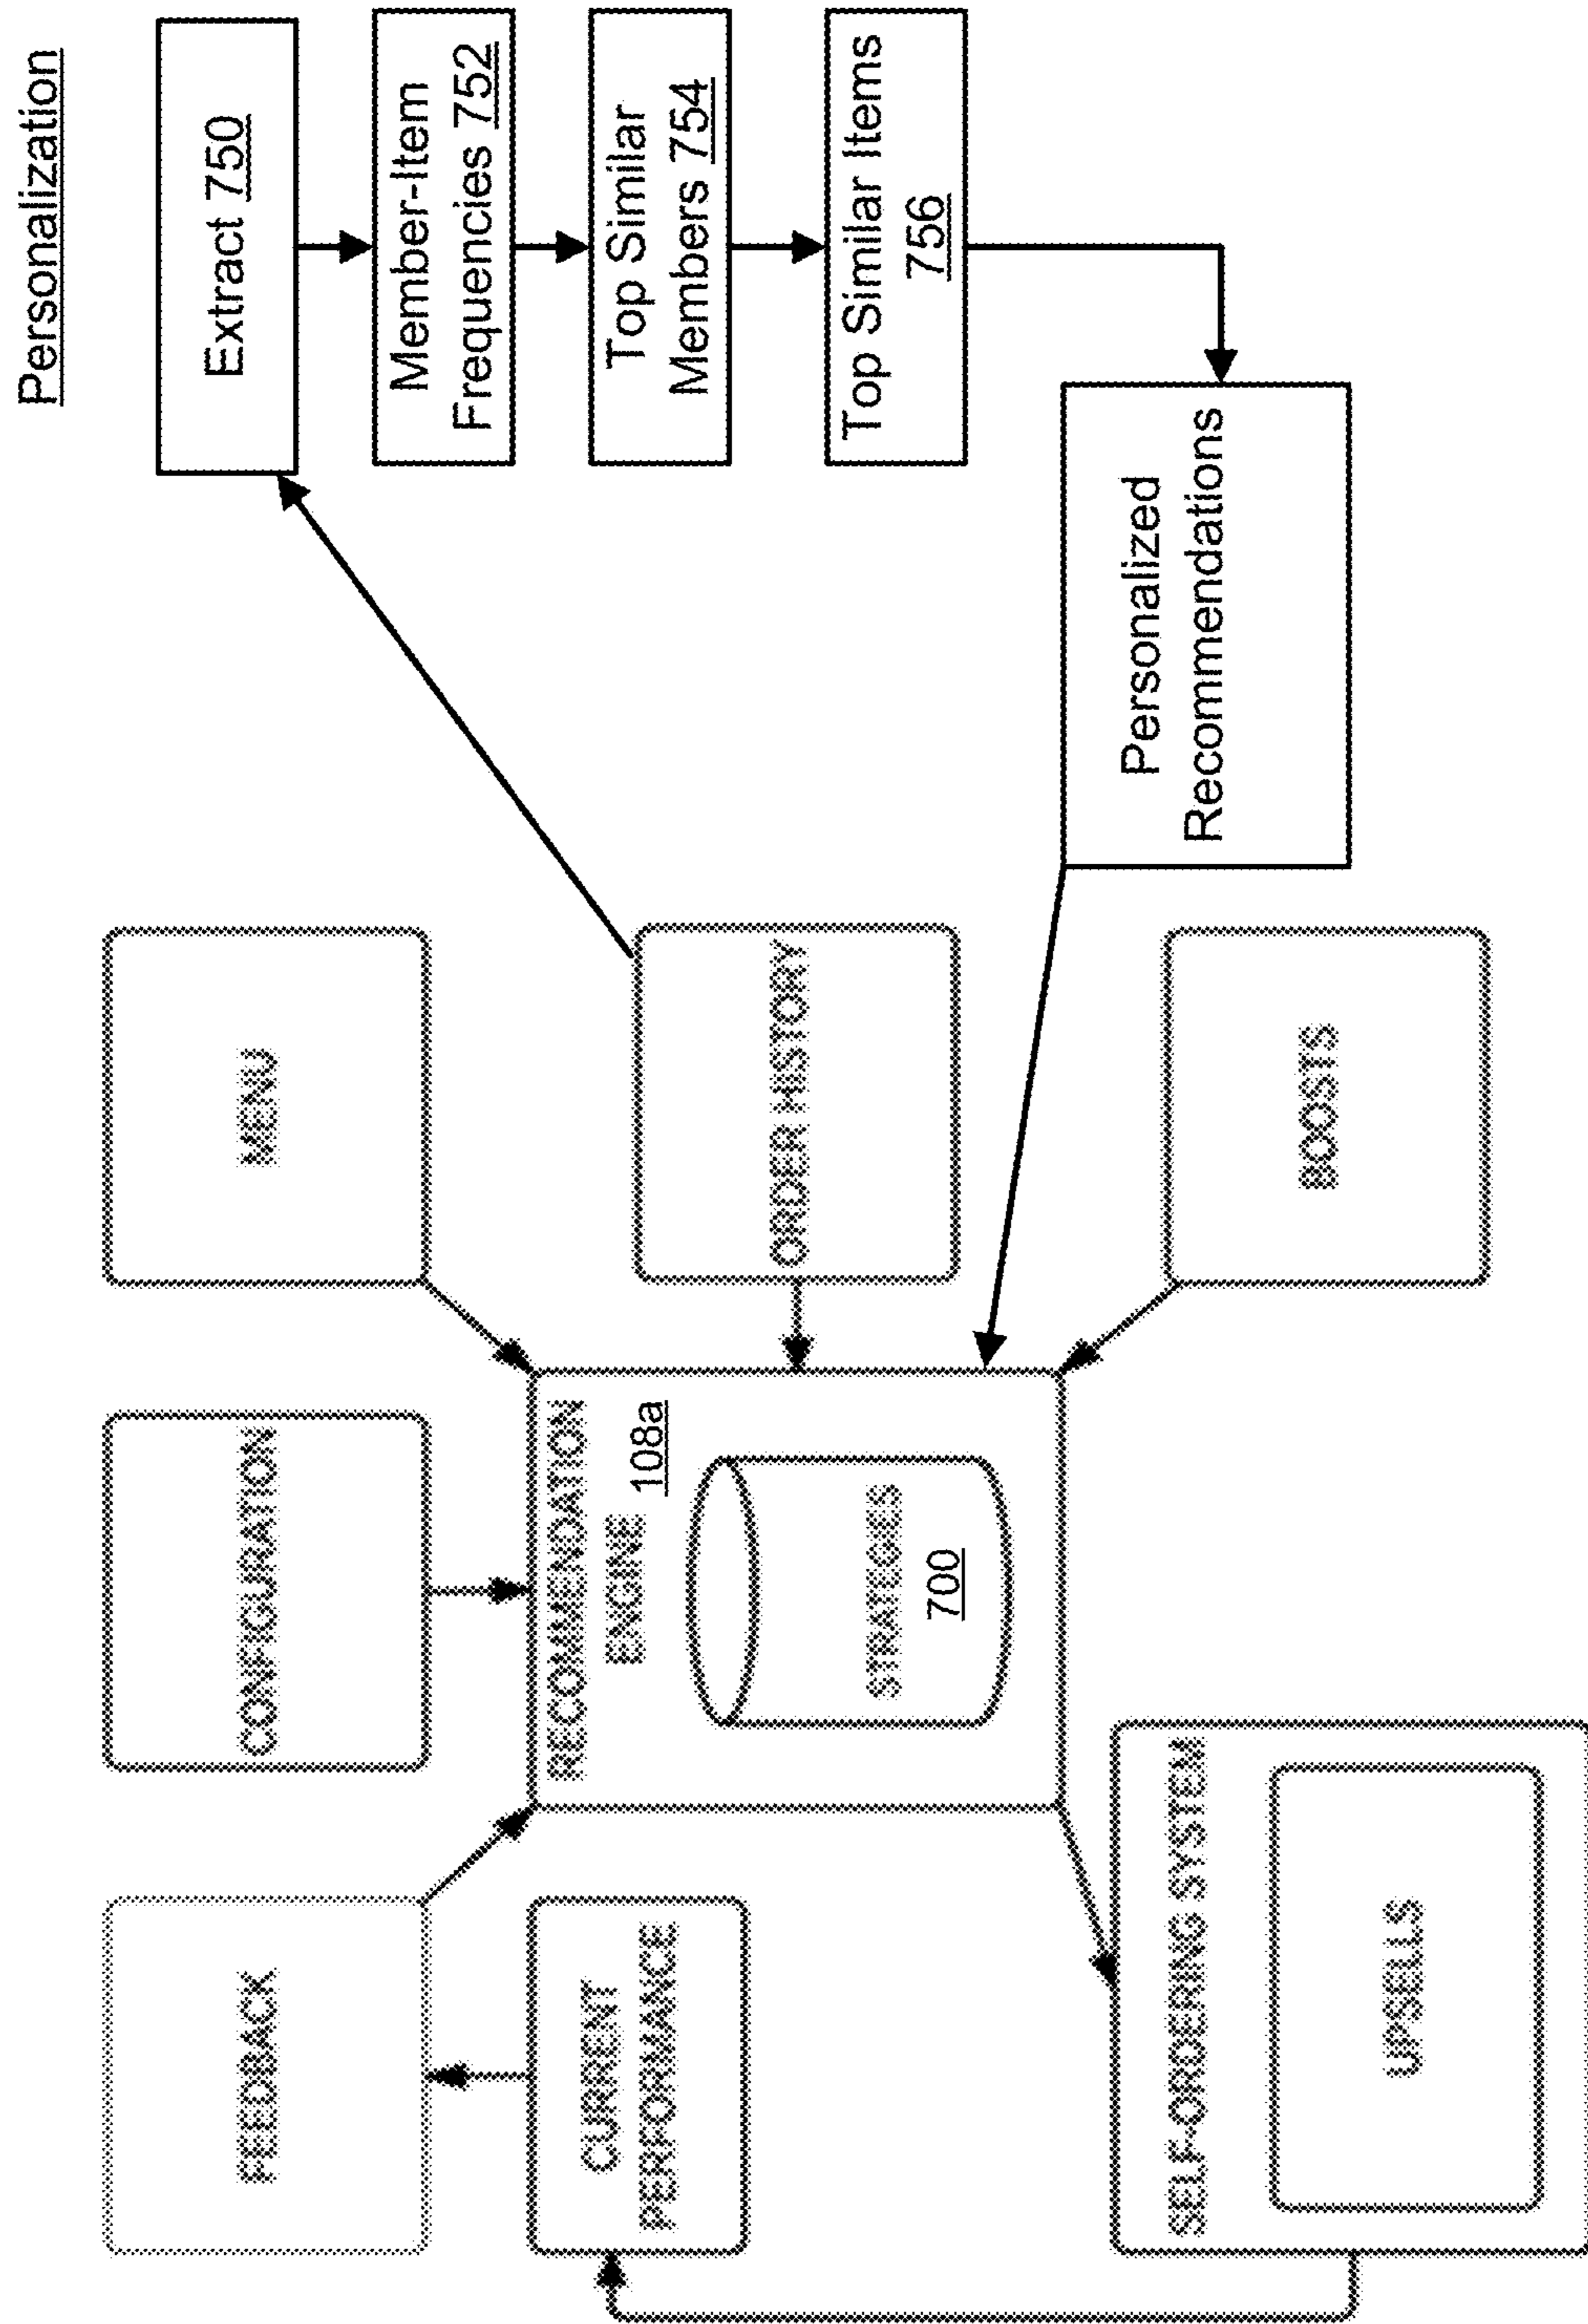 Personalization
FEEDBACK
CONFIGURATION
MENU
Extract 750
Member-Item
Frequencies 752
Top Similar
Members 754
Top Similar Items
756
CURRENT
PERFORMANCE
RECOMMENDATION
ENGINE 108a
STRATEGIES
700
ORDER HISTORY
Personalized
Recommendations
SELF-ORDERING SYSTEM
UPSELLS
BOOSTS